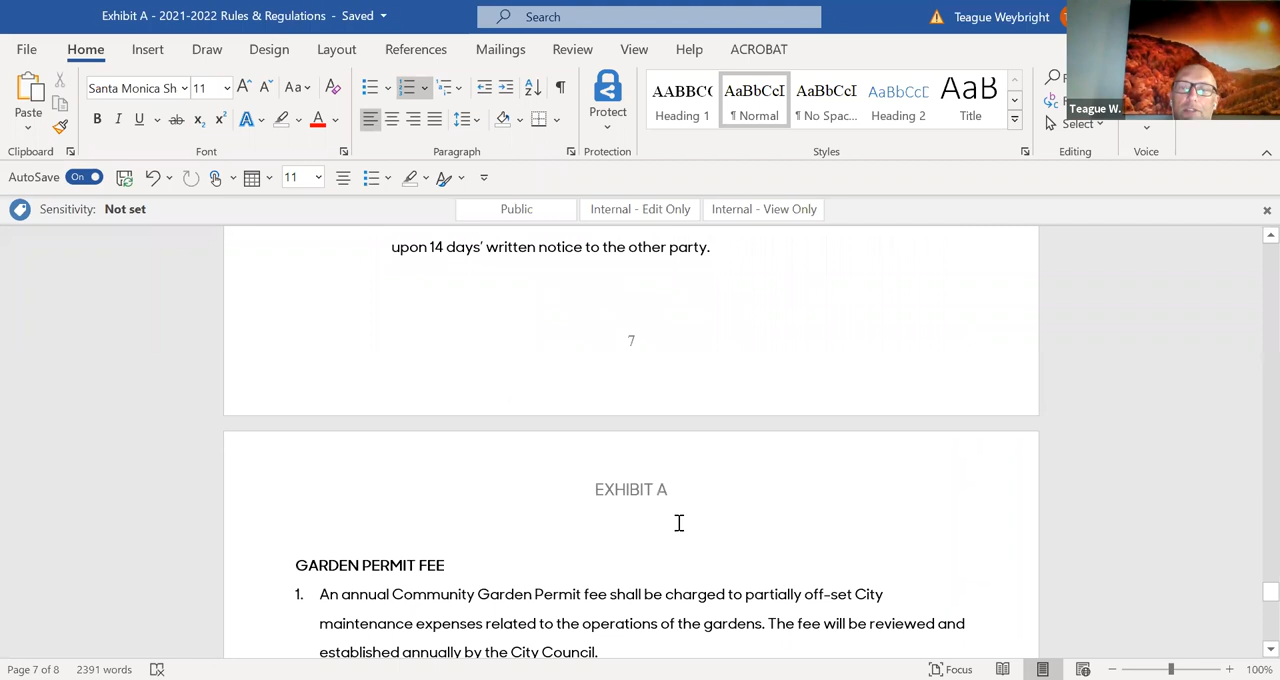 Exhibit A - 2021-2022 Rules & Regulations - Saved
Search
Teague Weybright
File Home Insert Draw Design Layout References Mailings Review View Help ACROBAT
Teague W.
Paste
Santa Monica Sh 11
Aa
Protect
AABBC( Heading 1
AaBbCcI ¶ Normal
AaBbCcI ¶ No Spac...
AaBbCcC Heading 2
AaB Title
Select
Clipboard Font Paragraph Protection Styles Editing Voice
AutoSave On 11
Sensitivity: Not set Public Internal - Edit Only Internal - View Only
upon 14 days' written notice to the other party.
7
EXHIBIT A
GARDEN PERMIT FEE
1. An annual Community Garden Permit fee shall be charged to partially off-set City
maintenance expenses related to the operations of the gardens. The fee will be reviewed and
established annually by the City Council.
Page 7 of 8 2391 words Focus 100%